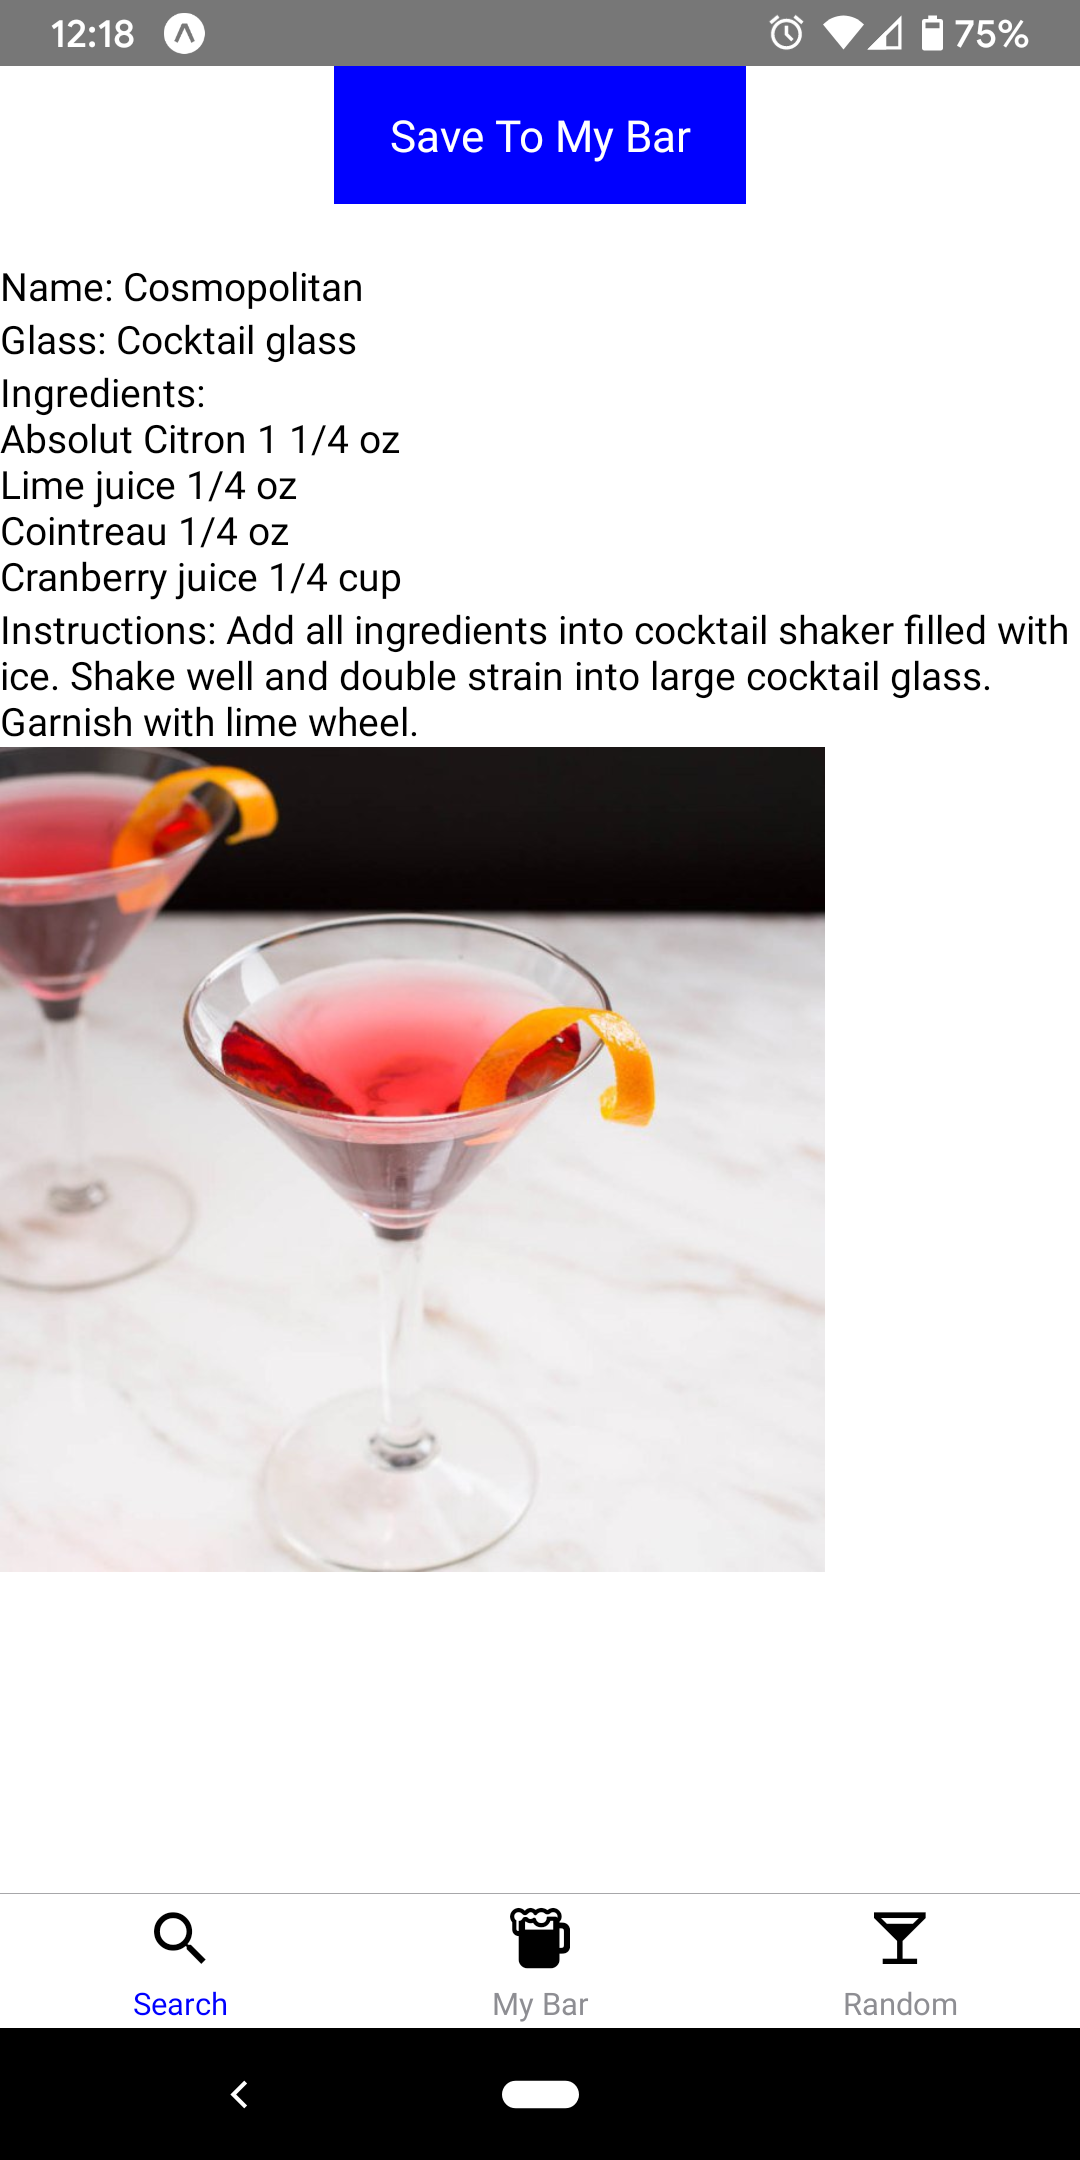 12:18 75%
Save To My Bar
Name: Cosmopolitan
Glass: Cocktail glass
Ingredients:
Absolut Citron 1 1/4 oz
Lime juice 1/4 oz
Cointreau 1/4 oz
Cranberry juice 1/4 cup
Instructions: Add all ingredients into cocktail shaker filled with
ice. Shake well and double strain into large cocktail glass.
Garnish with lime wheel.
Search My Bar Random